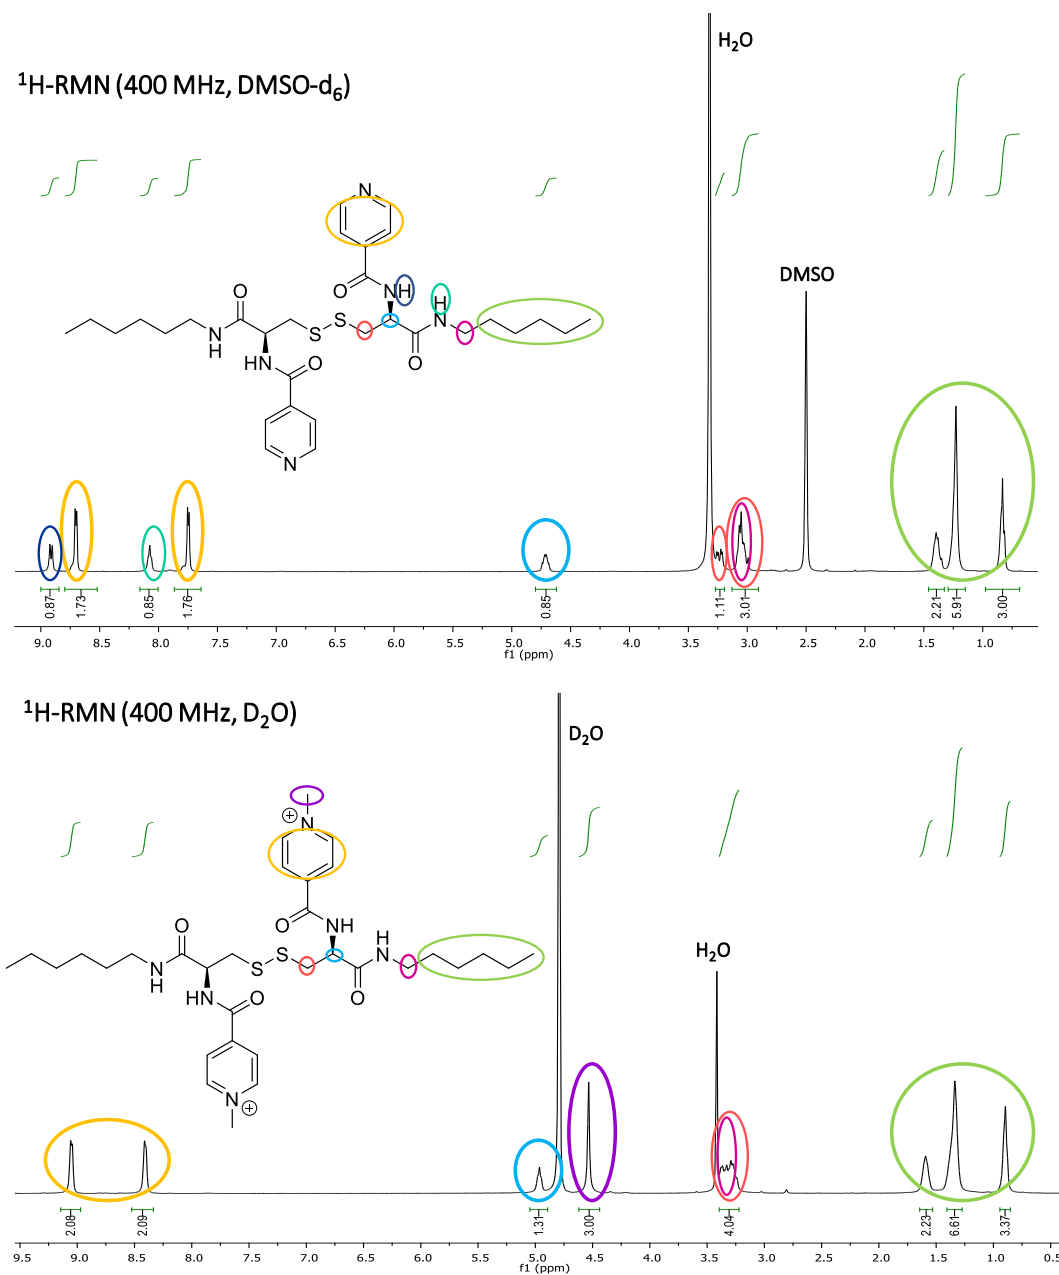 H₂O
¹H-RMN (400 MHz, DMSO-d₆)
DMSO
N
O
NH
H
O
N
S
S
N
H
O
HN
O
N
0.87
1.73
0.85
1.76
0.85
1.11
3.01
2.21
5.91
3.00
9.0 8.5 8.0 7.5 7.0 6.5 6.0 5.5 5.0 4.5 4.0 3.5 3.0 2.5 2.0 1.5 1.0
f1 (ppm)
¹H-RMN (400 MHz, D₂O)
D₂O
+
N
O
NH
H
O
N
S
S
N
H
O
HN
O
N
+
H₂O
2.08
2.09
1.31
3.00
4.04
2.23
6.61
3.37
9.5 9.0 8.5 8.0 7.5 7.0 6.5 6.0 5.5 5.0 4.5 4.0 3.5 3.0 2.5 2.0 1.5 1.0 0.5
f1 (ppm)